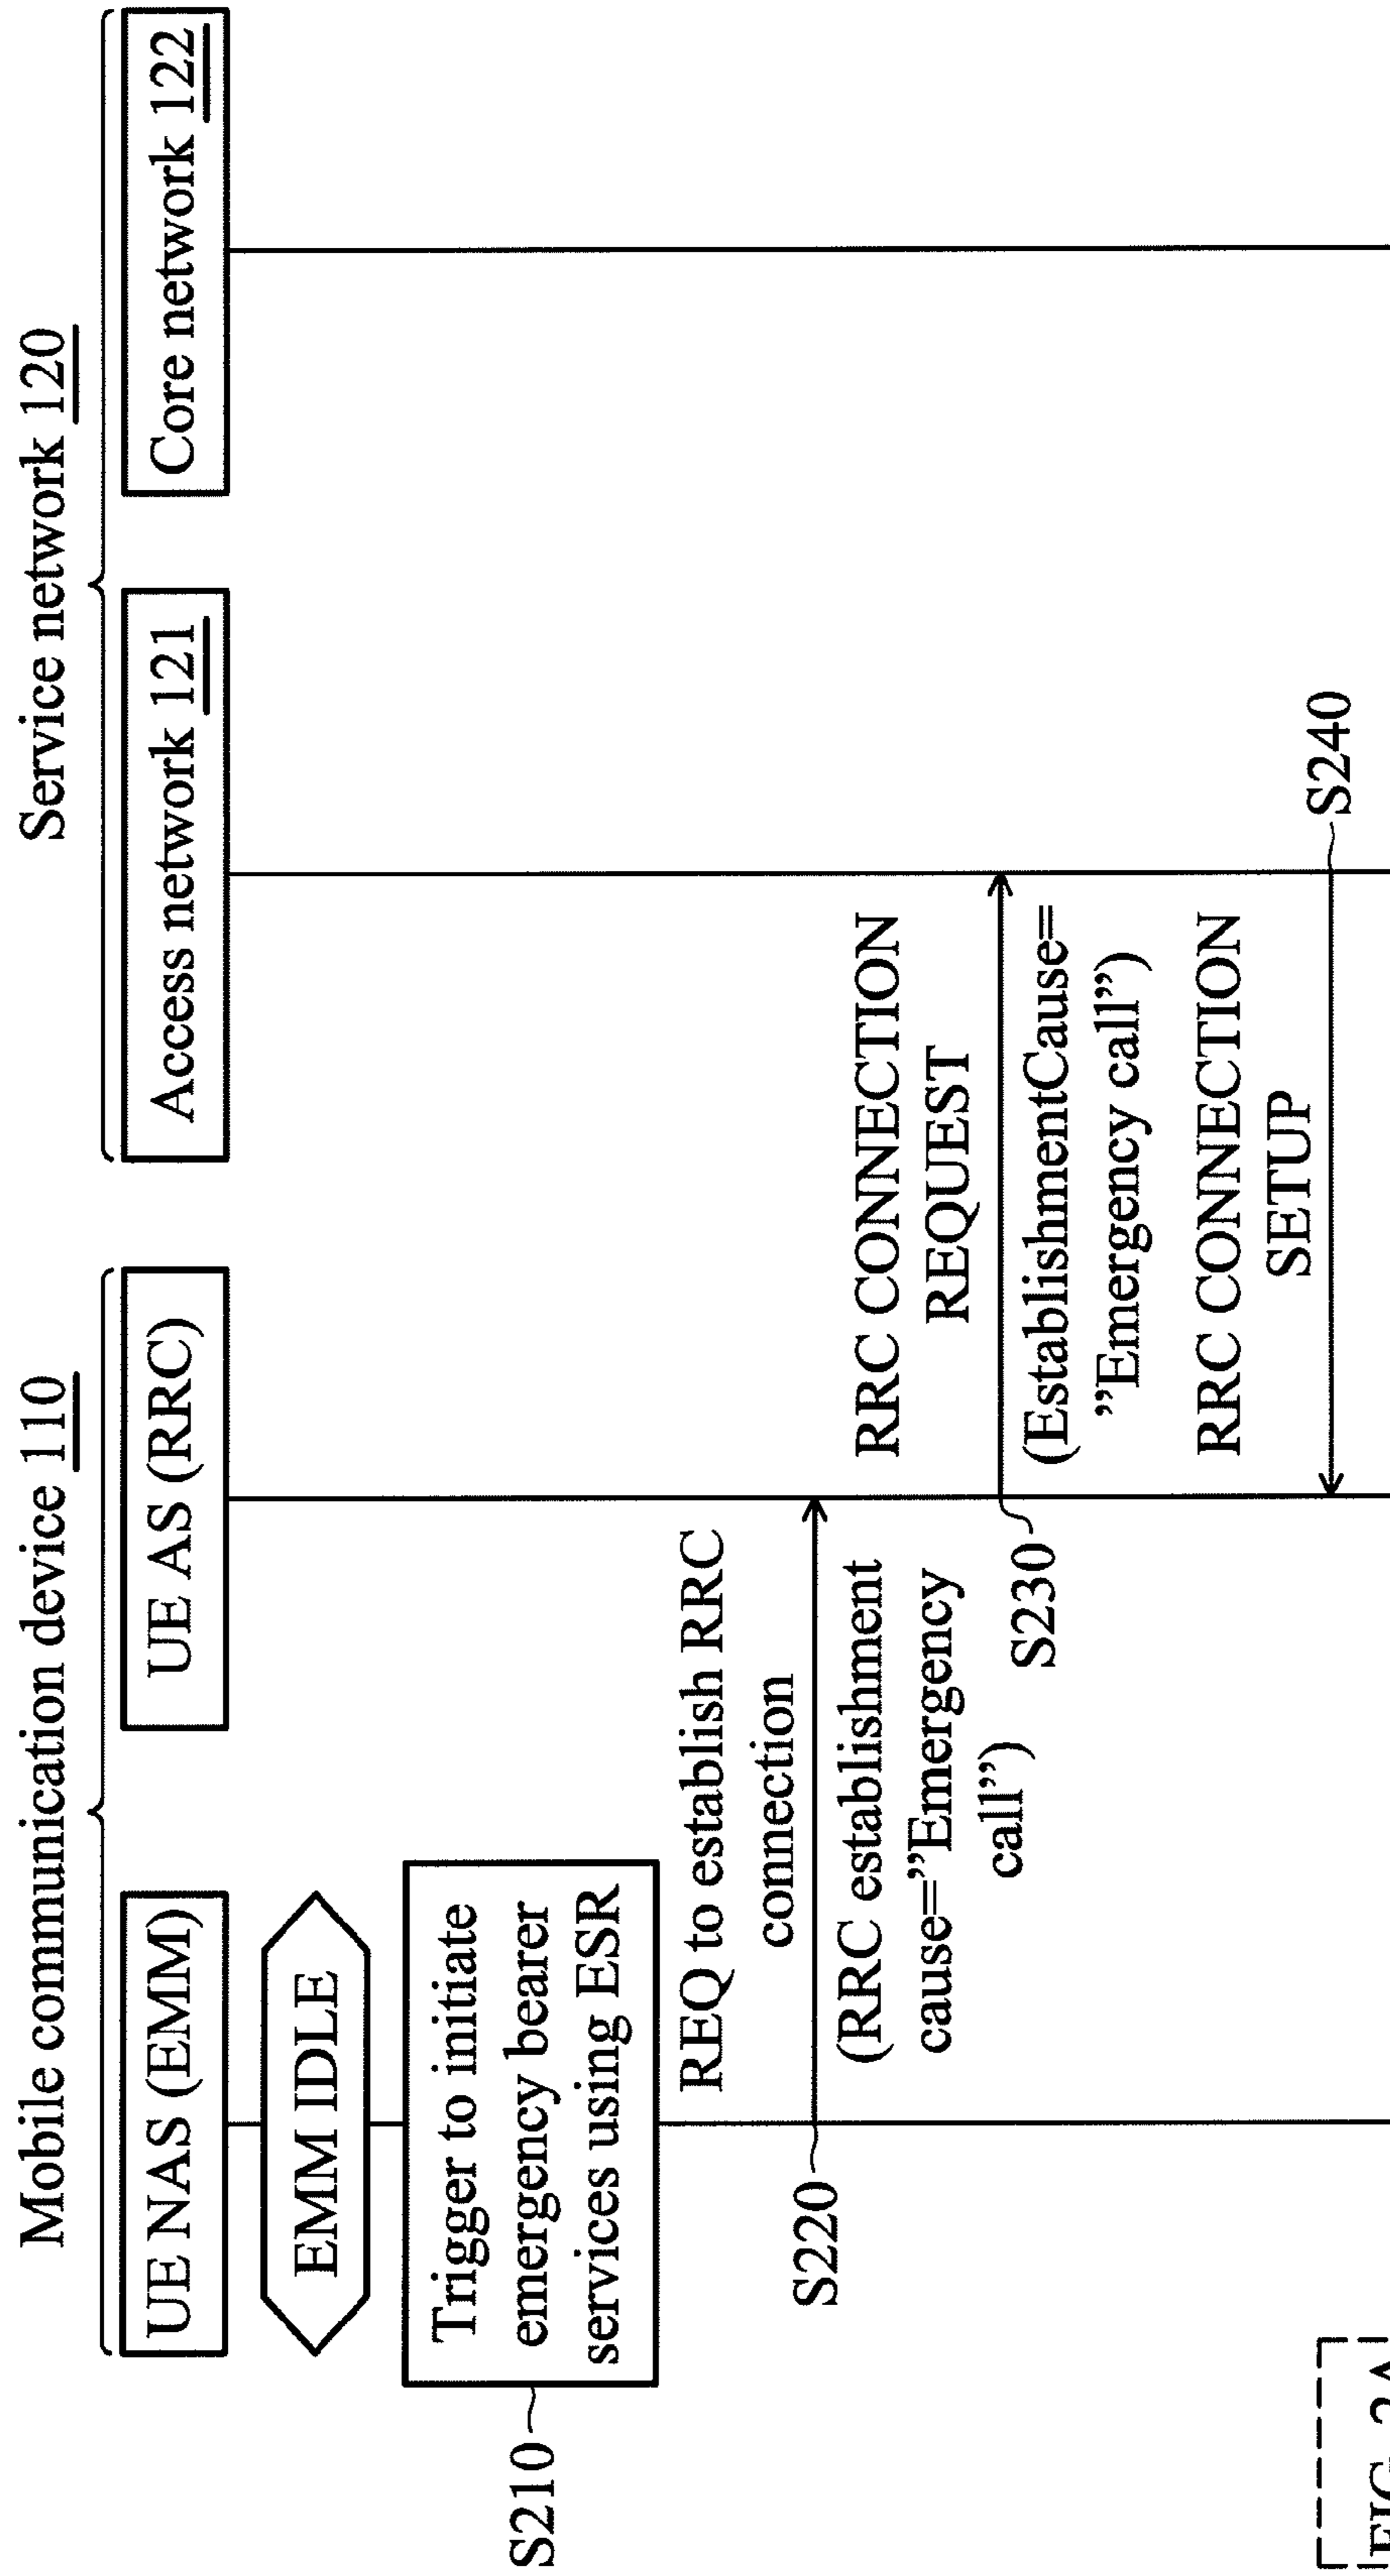 Mobile communication device 110
Service network 120
UE NAS (EMM)
UE AS (RRC)
Access network 121
Core network 122
EMM IDLE
S210
Trigger to initiate
emergency bearer
services using ESR
REQ to establish RRC
connection
S220
(RRC establishment
cause=”Emergency
call”)
RRC CONNECTION
REQUEST
S230
(EstablishmentCause=
”Emergency call”)
RRC CONNECTION
SETUP
S240
FIG. 2A